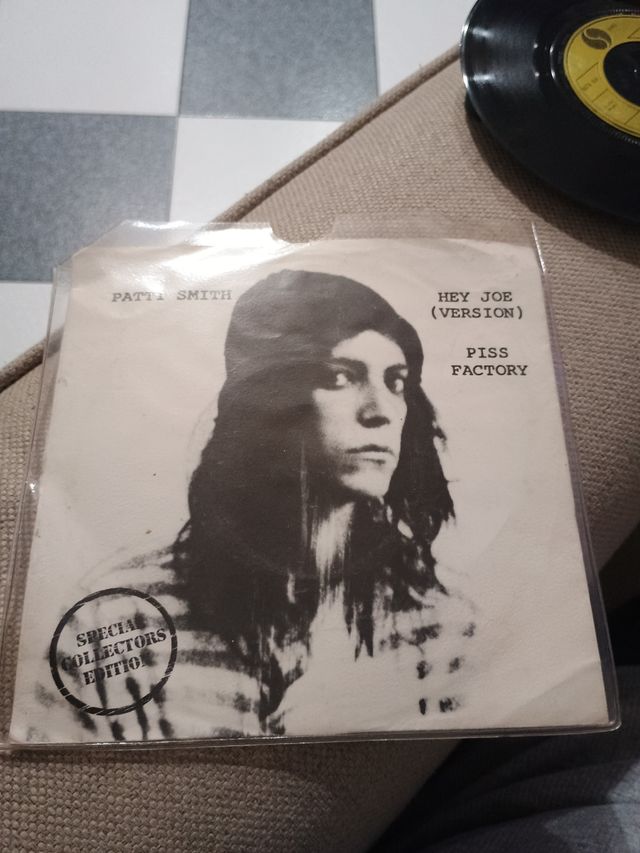 PATTI SMITH
HEY JOE
(VERSION)
PISS
FACTORY
SPECIAL
COLLECTORS
EDITION